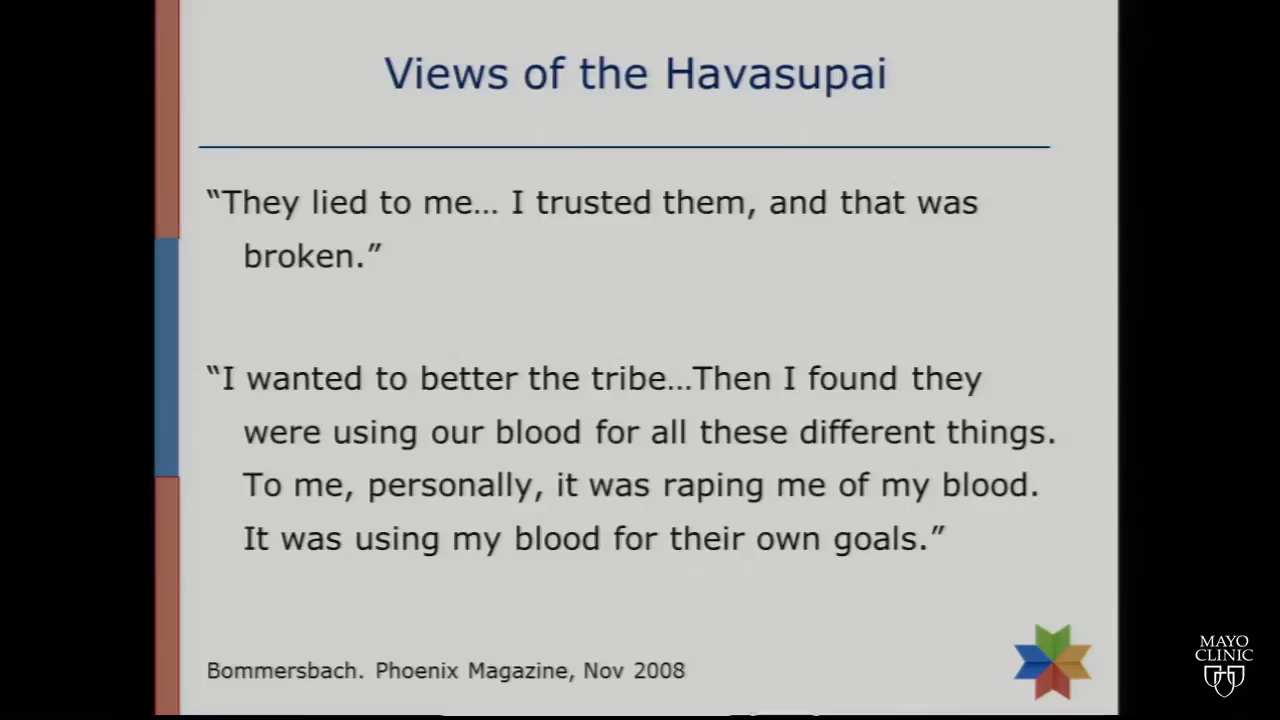 Views of the Havasupai
“They lied to me… I trusted them, and that was
broken.”
“I wanted to better the tribe…Then I found they
were using our blood for all these different things.
To me, personally, it was raping me of my blood.
It was using my blood for their own goals.”
Bommersbach. Phoenix Magazine, Nov 2008
MAYO
CLINIC